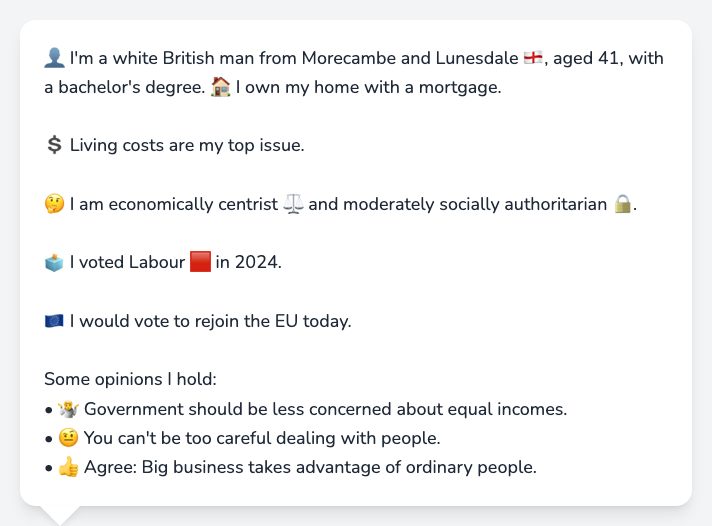 👤 I'm a white British man from Morecambe and Lunesdale 🏴󠁧󠁢󠁥󠁮󠁧󠁿, aged 41, with
a bachelor's degree. 🏠 I own my home with a mortgage.
💲 Living costs are my top issue.
🤔 I am economically centrist ⚖️ and moderately socially authoritarian 🔒.
🗳️ I voted Labour 🟥 in 2024.
🇪🇺 I would vote to rejoin the EU today.
Some opinions I hold:
• 🤷 Government should be less concerned about equal incomes.
• 🤨 You can't be too careful dealing with people.
• 👍 Agree: Big business takes advantage of ordinary people.